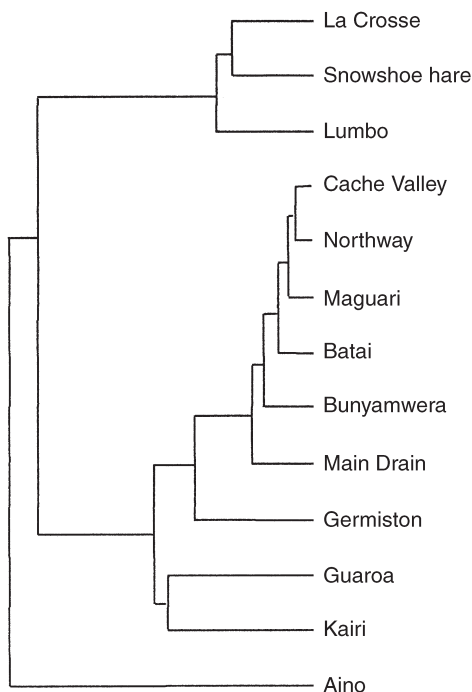 La Crosse
Snowshoe hare
Lumbo
Cache Valley
Northway
Maguari
Batai
Bunyamwera
Main Drain
Germiston
Guaroa
Kairi
Aino